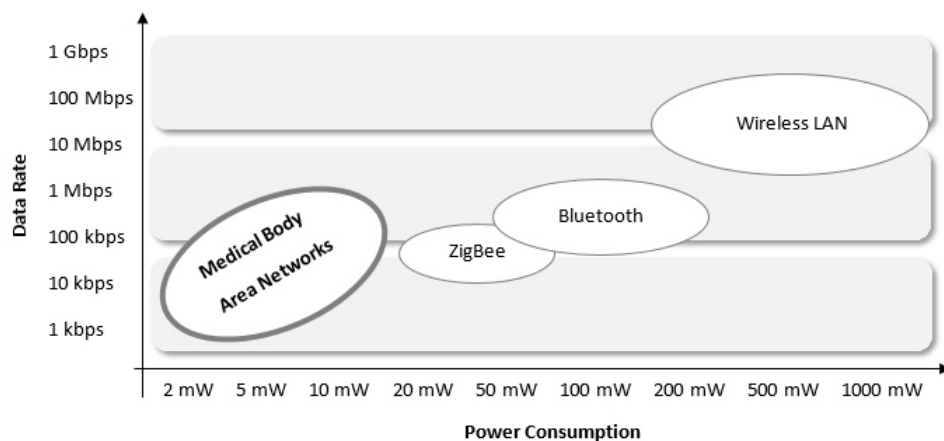 1 Gbps
100 Mbps
10 Mbps
1 Mbps
100 kbps
10 kbps
1 kbps
Data Rate
Wireless LAN
Bluetooth
ZigBee
Medical Body
Area Networks
2 mW 5 mW 10 mW 20 mW 50 mW 100 mW 200 mW 500 mW 1000 mW
Power Consumption